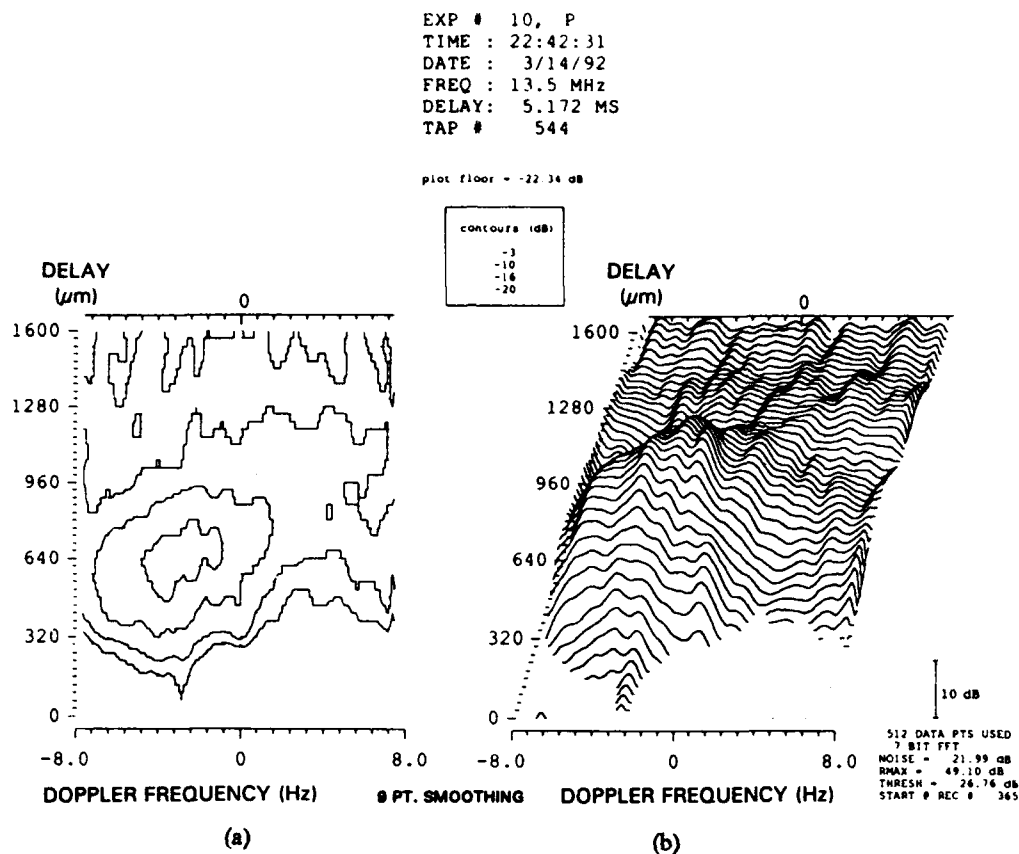 EXP # 10, P
TIME : 22:42:31
DATE : 3/14/92
FREQ : 13.5 MHz
DELAY: 5.172 MS
TAP # 544
plot floor = -22.34 dB
contours (dB)
-3
-10
-16
-20
DELAY
(μm)
0
1600
1280
960
640
320
0
-8.0 0 8.0
DOPPLER FREQUENCY (Hz)
9 PT. SMOOTHING
(a)
DELAY
(μm)
0
1600
1280
960
640
320
0
-8.0 0 8.0
DOPPLER FREQUENCY (Hz)
(b)
10 dB
512 DATA PTS USED
7 BIT FFT
NOISE = 21.99 dB
RMAX = 49.10 dB
THRESH = 26.76 dB
START # REC # 365